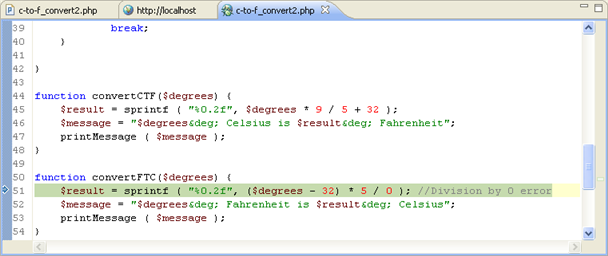 c-to-f_convert2.php http://localhost c-to-f_convert2.php
39 break;
40 }
41
42 }
43
44 function convertCTF($degrees) {
45 $result = sprintf ( "%0.2f", $degrees * 9 / 5 + 32 );
46 $message = "$degrees&deg; Celsius is $result&deg; Fahrenheit";
47 printMessage ( $message );
48 }
49
50 function convertFTC($degrees) {
51 $result = sprintf ( "%0.2f", ($degrees - 32) * 5 / 0 ); //Division by 0 error
52 $message = "$degrees&deg; Fahrenheit is $result&deg; Celsius";
53 printMessage ( $message );
54 }